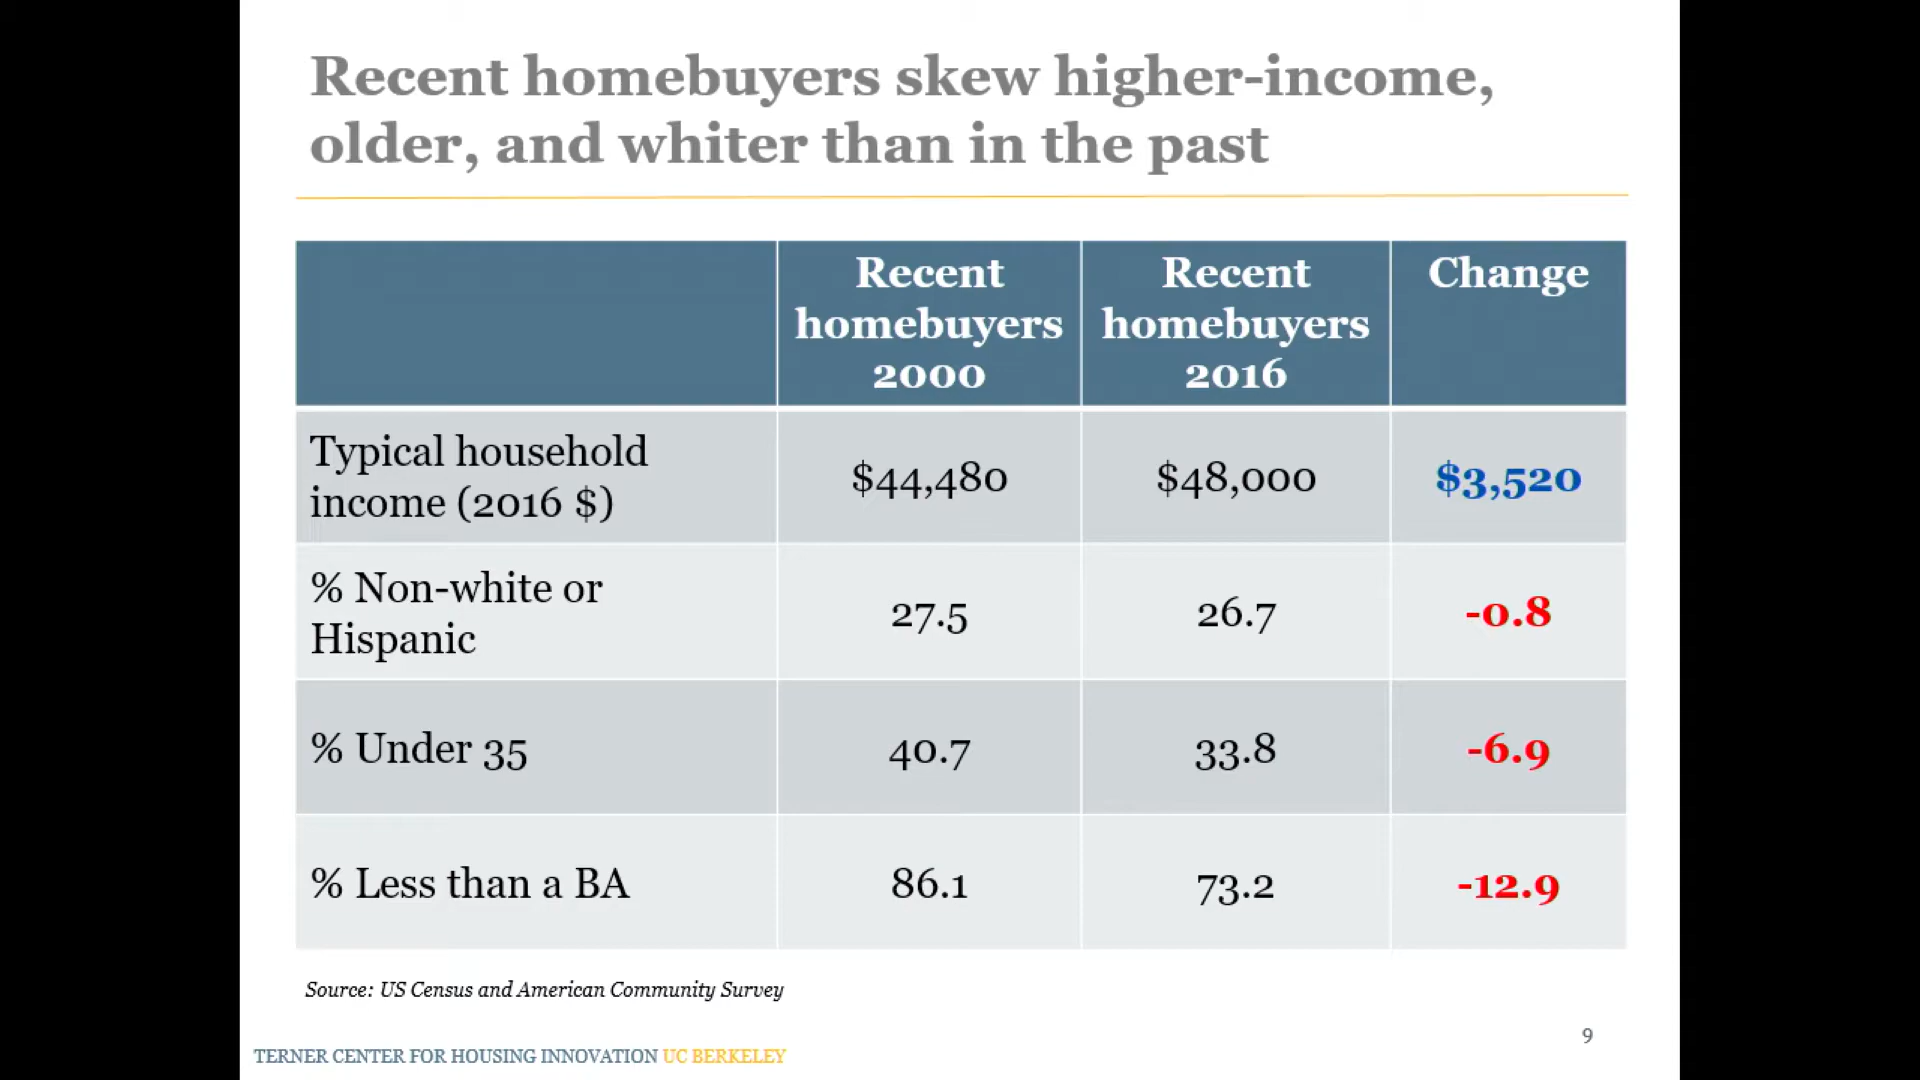 Recent homebuyers skew higher-income,
older, and whiter than in the past
Recent homebuyers 2000
Recent homebuyers 2016
Change
Typical household income (2016 $)
$44,480
$48,000
$3,520
% Non-white or Hispanic
27.5
26.7
-0.8
% Under 35
40.7
33.8
-6.9
% Less than a BA
86.1
73.2
-12.9
Source: US Census and American Community Survey
9
TERNER CENTER FOR HOUSING INNOVATION UC BERKELEY